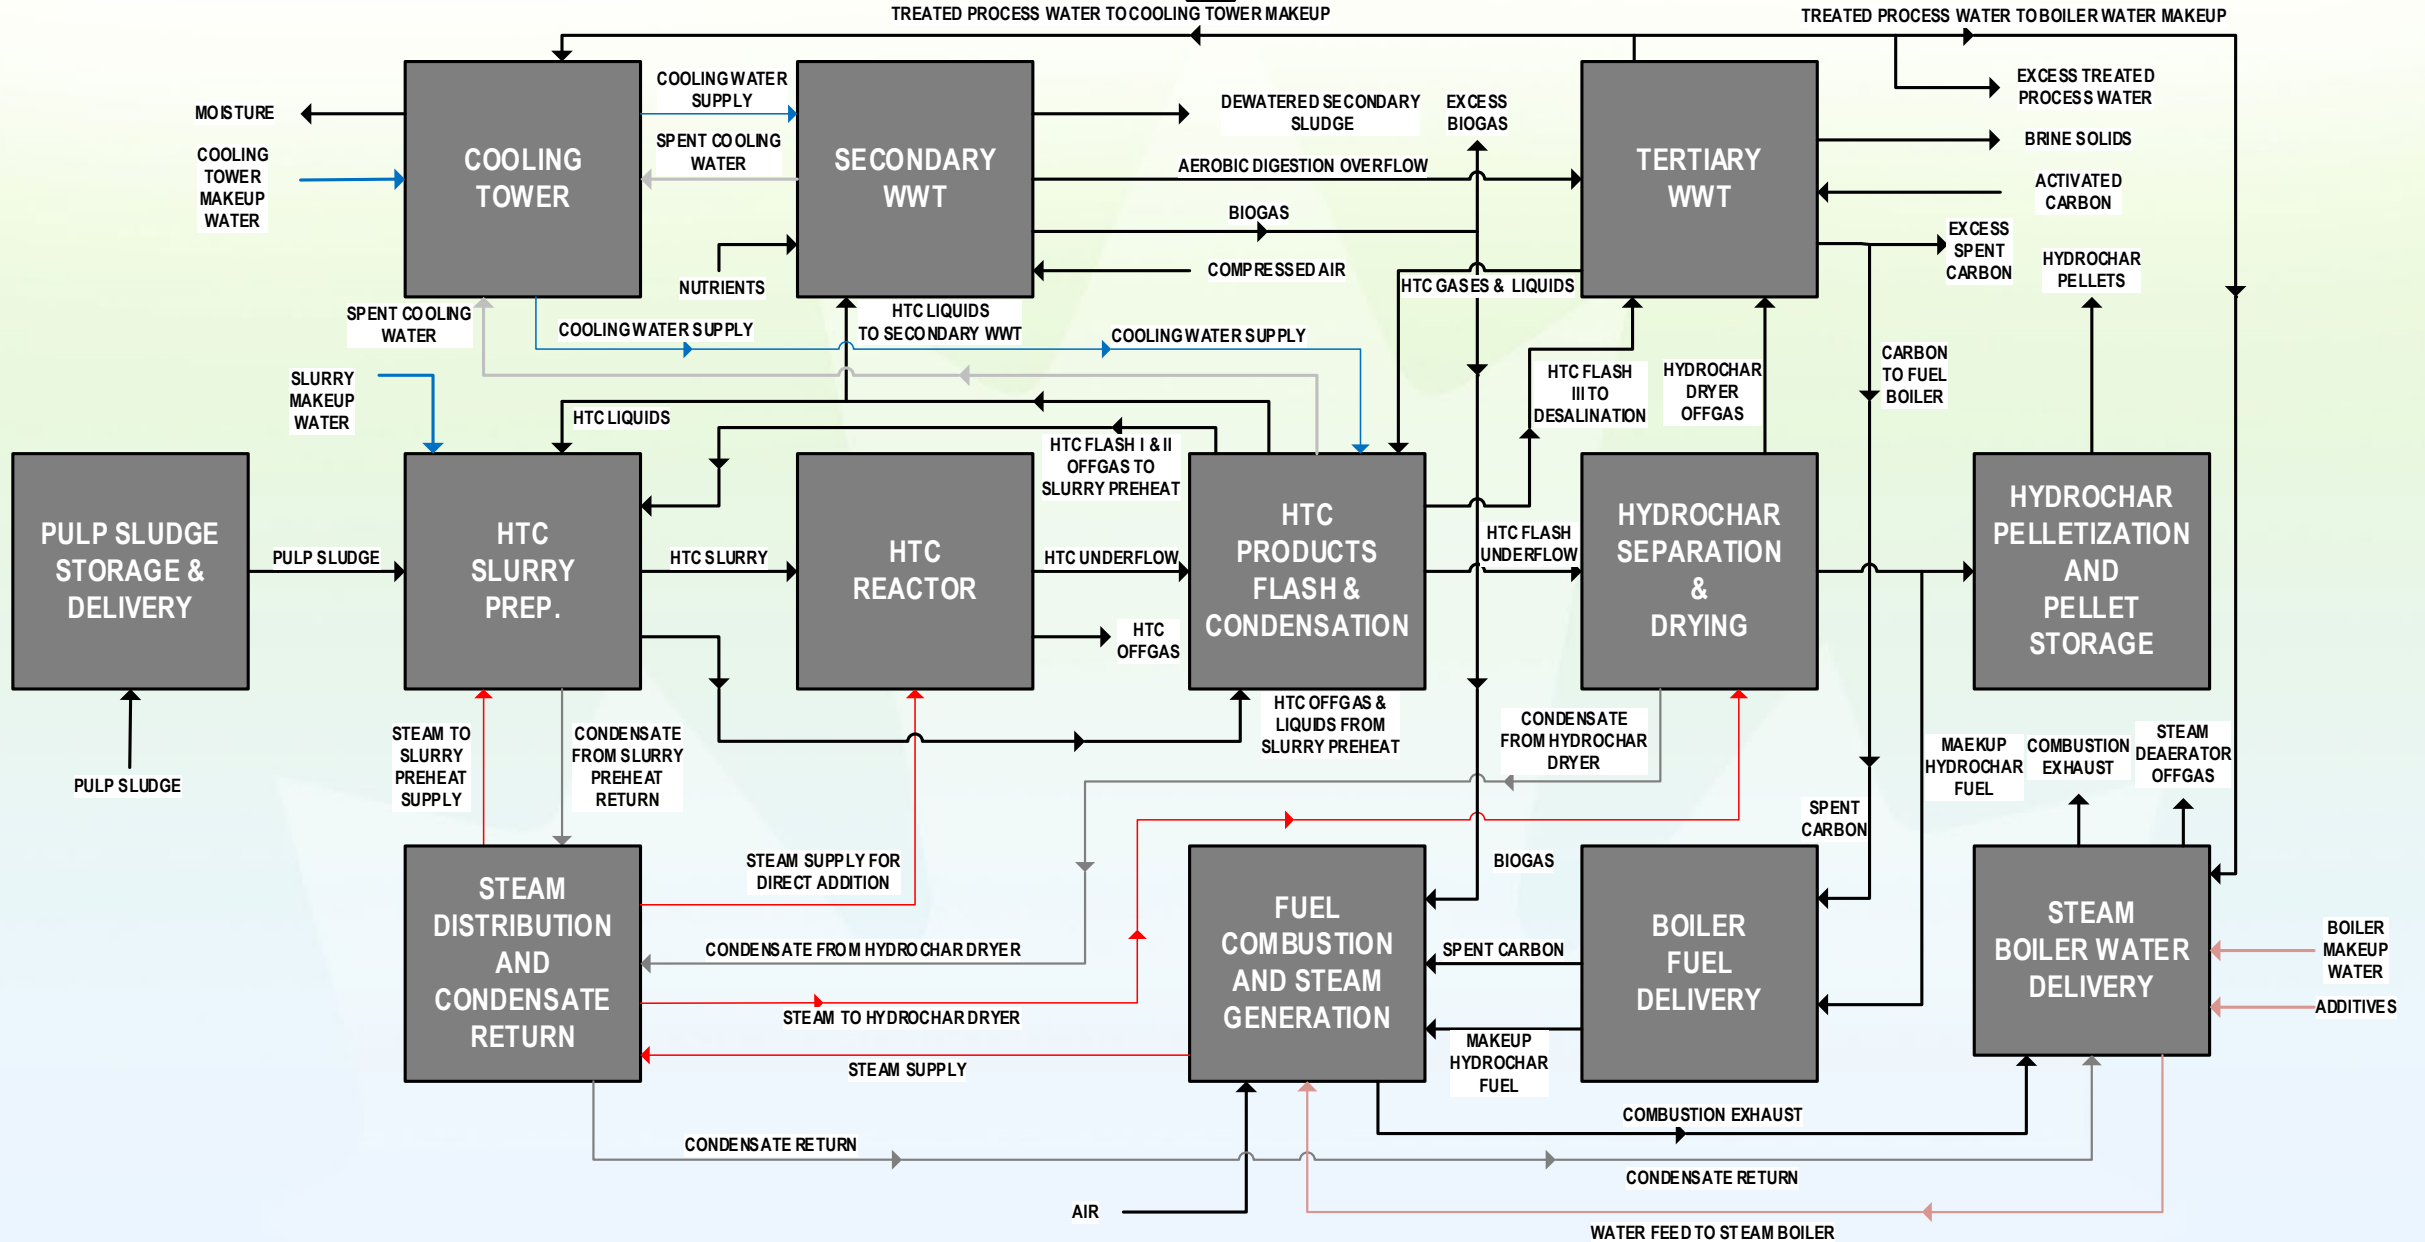 TREATED PROCESS WATER TO COOLING TOWER MAKEUP
TREATED PROCESS WATER TO BOILER WATER MAKEUP
MOISTURE
COOLING
TOWER
MAKEUP
WATER
COOLING
TOWER
COOLING WATER
SUPPLY
SPENT COOLING
WATER
NUTRIENTS
SECONDARY
WWT
DEWATERED SECONDARY
SLUDGE
EXCESS
BIOGAS
AEROBIC DIGESTION OVERFLOW
BIOGAS
COMPRESSED AIR
HTC GASES & LIQUIDS
TERTIARY
WWT
EXCESS TREATED
PROCESS WATER
BRINE SOLIDS
ACTIVATED
CARBON
EXCESS
SPENT
CARBON
HYDROCHAR
PELLETS
SPENT COOLING
WATER
COOLING WATER SUPPLY
HTC LIQUIDS
TO SECONDARY WWT
COOLING WATER SUPPLY
SLURRY
MAKEUP
WATER
HTC LIQUIDS
HTC FLASH I & II
OFFGAS TO
SLURRY PREHEAT
HTC FLASH
III TO
DESALINATION
HYDROCHAR
DRYER
OFFGAS
CARBON
TO FUEL
BOILER
PULP SLUDGE
STORAGE &
DELIVERY
PULP SLUDGE
HTC
SLURRY
PREP.
HTC SLURRY
HTC
REACTOR
HTC UNDERFLOW
HTC
OFFGAS
HTC
PRODUCTS
FLASH &
CONDENSATION
HTC FLASH
UNDERFLOW
HYDROCHAR
SEPARATION
&
DRYING
HYDROCHAR
PELLETIZATION
AND
PELLET
STORAGE
PULP SLUDGE
STEAM TO
SLURRY
PREHEAT
SUPPLY
CONDENSATE
FROM SLURRY
PREHEAT
RETURN
HTC OFFGAS &
LIQUIDS FROM
SLURRY PREHEAT
CONDENSATE
FROM HYDROCHAR
DRYER
SPENT
CARBON
MAEKUP
HYDROCHAR
FUEL
COMBUSTION
EXHAUST
STEAM
DEAERATOR
OFFGAS
STEAM
DISTRIBUTION
AND
CONDENSATE
RETURN
STEAM SUPPLY FOR
DIRECT ADDITION
CONDENSATE FROM HYDROCHAR DRYER
STEAM TO HYDROCHAR DRYER
STEAM SUPPLY
FUEL
COMBUSTION
AND STEAM
GENERATION
BIOGAS
SPENT CARBON
MAKEUP
HYDROCHAR
FUEL
BOILER
FUEL
DELIVERY
STEAM
BOILER WATER
DELIVERY
BOILER
MAKEUP
WATER
ADDITIVES
COMBUSTION EXHAUST
CONDENSATE RETURN
CONDENSATE RETURN
AIR
WATER FEED TO STEAM BOILER